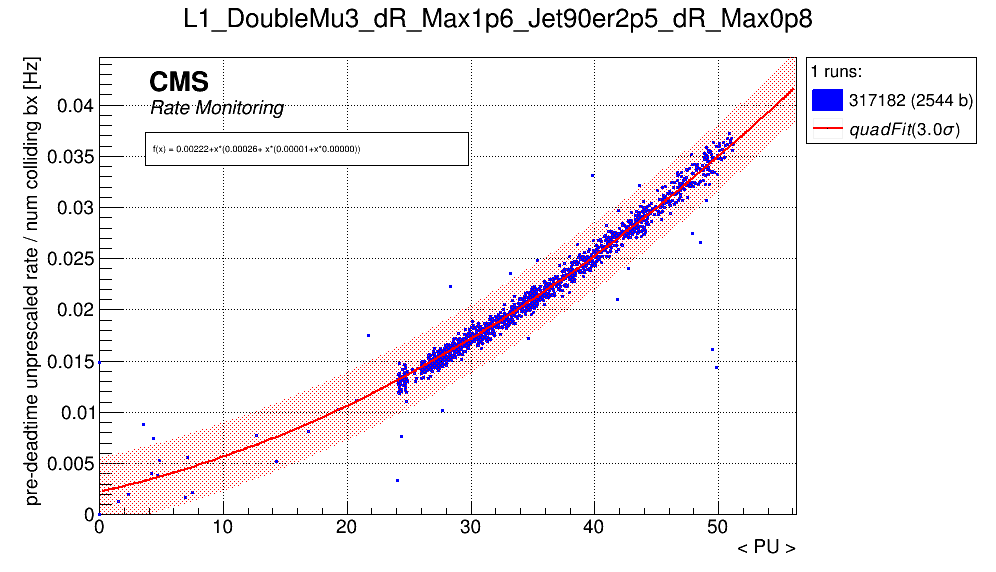 L1_DoubleMu3_dR_Max1p6_Jet90er2p5_dR_Max0p8
pre-deadtime unprescaled rate / num colliding bx [Hz]
CMS
Rate Monitoring
f(x) = 0.00222+x*(0.00026+ x*(0.00001+x*0.00000))
1 runs:
317182 (2544 b)
quadFit(3.0σ)
0.04
0.035
0.03
0.025
0.02
0.015
0.01
0.005
0
0 10 20 30 40 50
< PU >